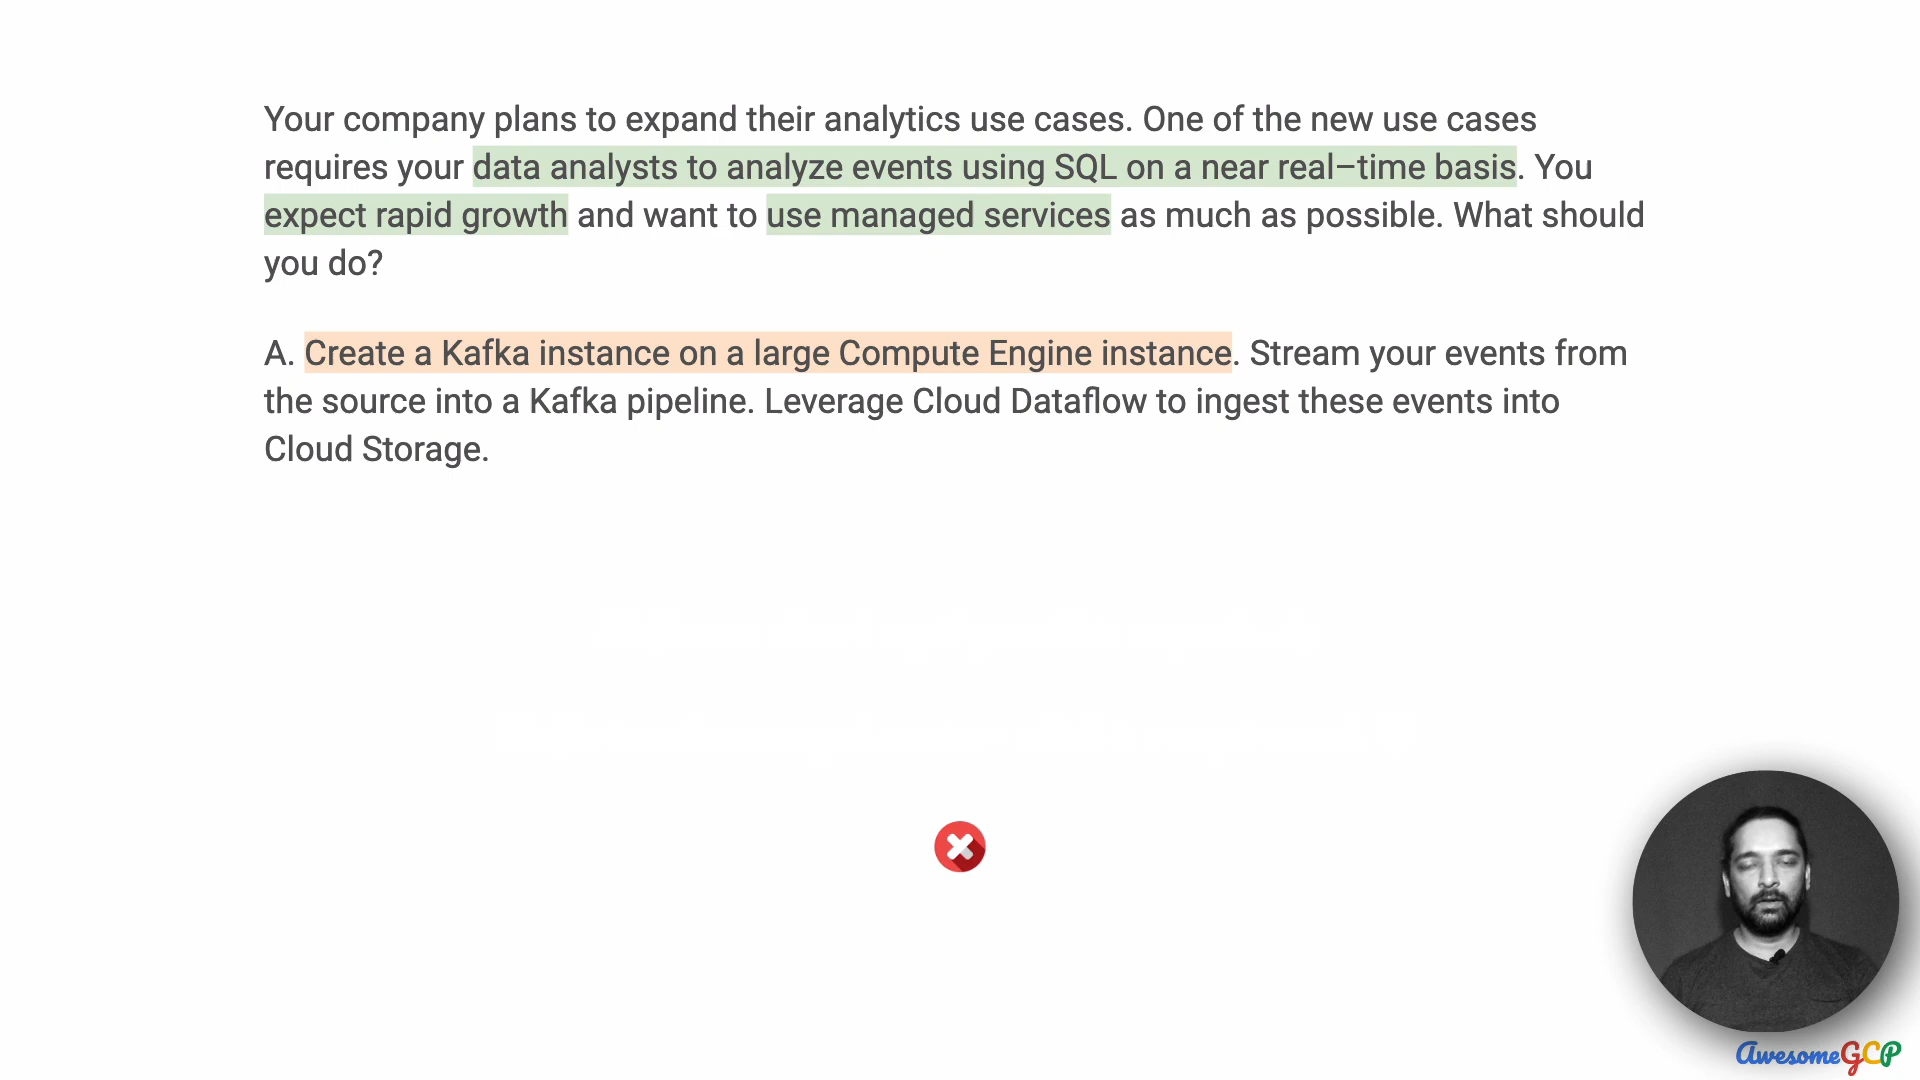 Your company plans to expand their analytics use cases. One of the new use cases
requires your data analysts to analyze events using SQL on a near real–time basis. You
expect rapid growth and want to use managed services as much as possible. What should
you do?
A. Create a Kafka instance on a large Compute Engine instance. Stream your events from
the source into a Kafka pipeline. Leverage Cloud Dataflow to ingest these events into
Cloud Storage.
AwesomeGCP